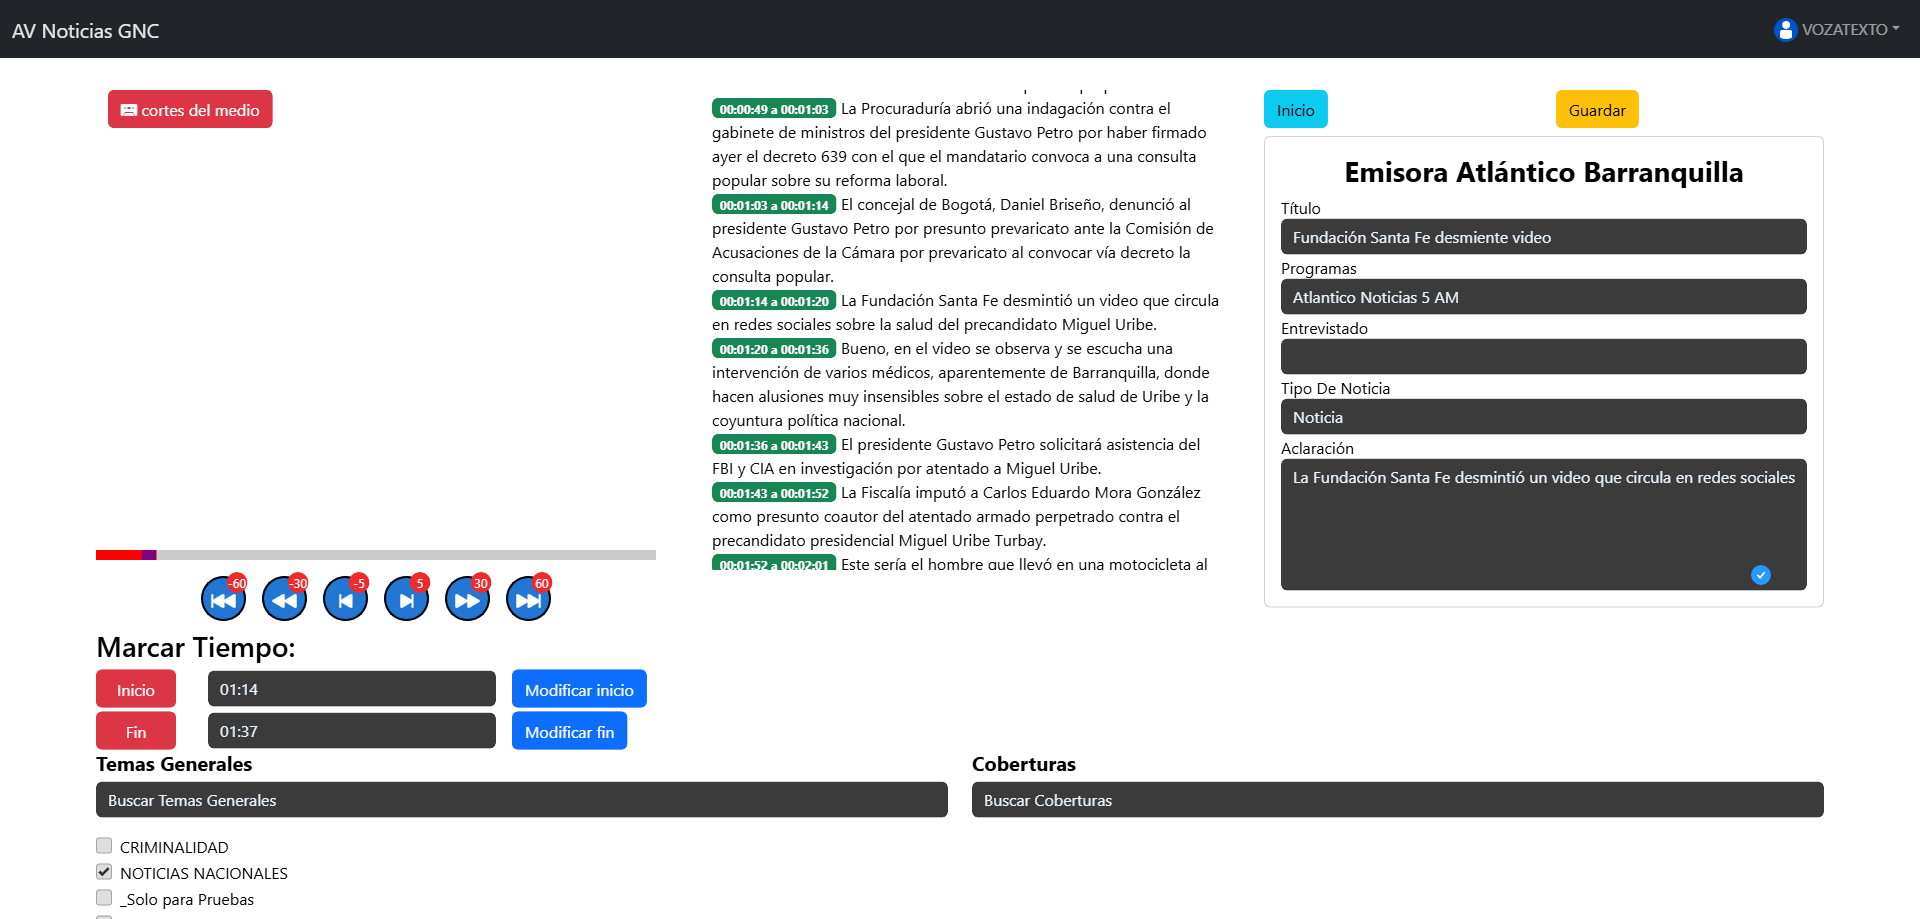 AV Noticias GNC
VOZATEXTO
cortes del medio
00:00:49 a 00:01:03 La Procuraduría abrió una indagación contra el
gabinete de ministros del presidente Gustavo Petro por haber firmado
ayer el decreto 639 con el que el mandatario convoca a una consulta
popular sobre su reforma laboral.
00:01:03 a 00:01:14 El concejal de Bogotá, Daniel Briseño, denunció al
presidente Gustavo Petro por presunto prevaricato ante la Comisión de
Acusaciones de la Cámara por prevaricato al convocar vía decreto la
consulta popular.
00:01:14 a 00:01:20 La Fundación Santa Fe desmintió un video que circula
en redes sociales sobre la salud del precandidato Miguel Uribe.
00:01:20 a 00:01:36 Bueno, en el video se observa y se escucha una
intervención de varios médicos, aparentemente de Barranquilla, donde
hacen alusiones muy insensibles sobre el estado de salud de Uribe y la
coyuntura política nacional.
00:01:36 a 00:01:43 El presidente Gustavo Petro solicitará asistencia del
FBI y CIA en investigación por atentado a Miguel Uribe.
00:01:43 a 00:01:52 La Fiscalía imputó a Carlos Eduardo Mora González
como presunto coautor del atentado armado perpetrado contra el
precandidato presidencial Miguel Uribe Turbay.
00:01:52 a 00:02:01 Este sería el hombre que llevó en una motocicleta al
Inicio
Guardar
Emisora Atlántico Barranquilla
Título
Fundación Santa Fe desmiente video
Programas
Atlantico Noticias 5 AM
Entrevistado
Tipo De Noticia
Noticia
Aclaración
La Fundación Santa Fe desmintió un video que circula en redes sociales
-60 -30 -5 5 30 60
Marcar Tiempo:
Inicio 01:14 Modificar inicio
Fin 01:37 Modificar fin
Temas Generales
Buscar Temas Generales
CRIMINALIDAD
NOTICIAS NACIONALES
_Solo para Pruebas
Coberturas
Buscar Coberturas